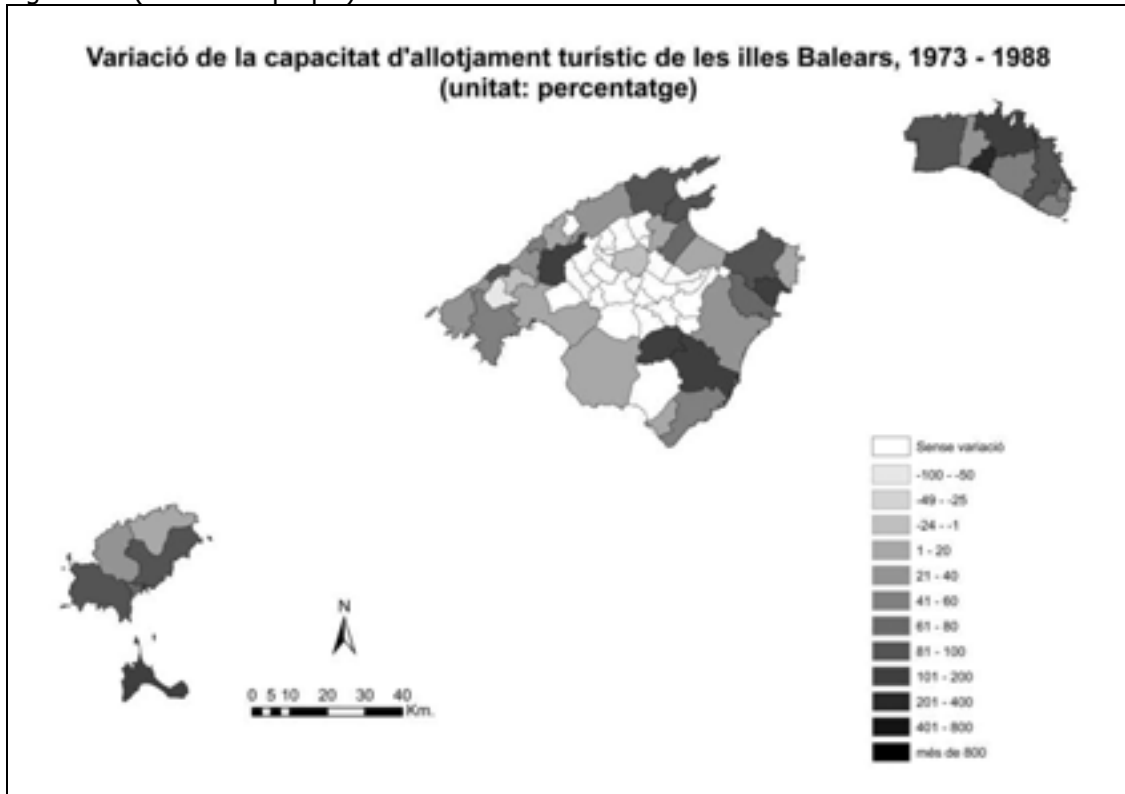 Variació de la capacitat d'allotjament turístic de les illes Balears, 1973 - 1988
(unitat: percentatge)
N
0 5 10 20 30 40
Km.
Sense variació
-100 - -50
-49 - -25
-24 - -1
1 - 20
21 - 40
41 - 60
61 - 80
81 - 100
101 - 200
201 - 400
401 - 800
més de 800